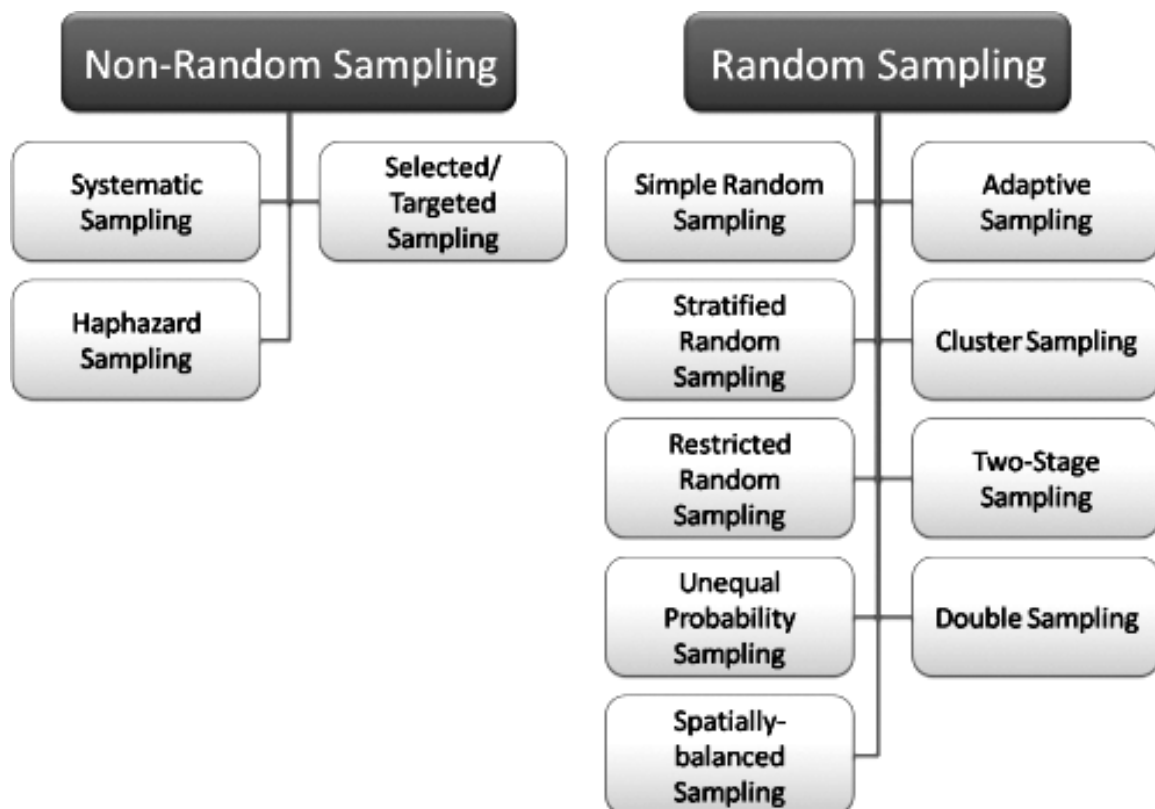 Non-Random Sampling
Systematic
Sampling
Selected/
Targeted
Sampling
Haphazard
Sampling
Random Sampling
Simple Random
Sampling
Adaptive
Sampling
Stratified
Random
Sampling
Cluster Sampling
Restricted
Random
Sampling
Two-Stage
Sampling
Unequal
Probability
Sampling
Double Sampling
Spatially-
balanced
Sampling